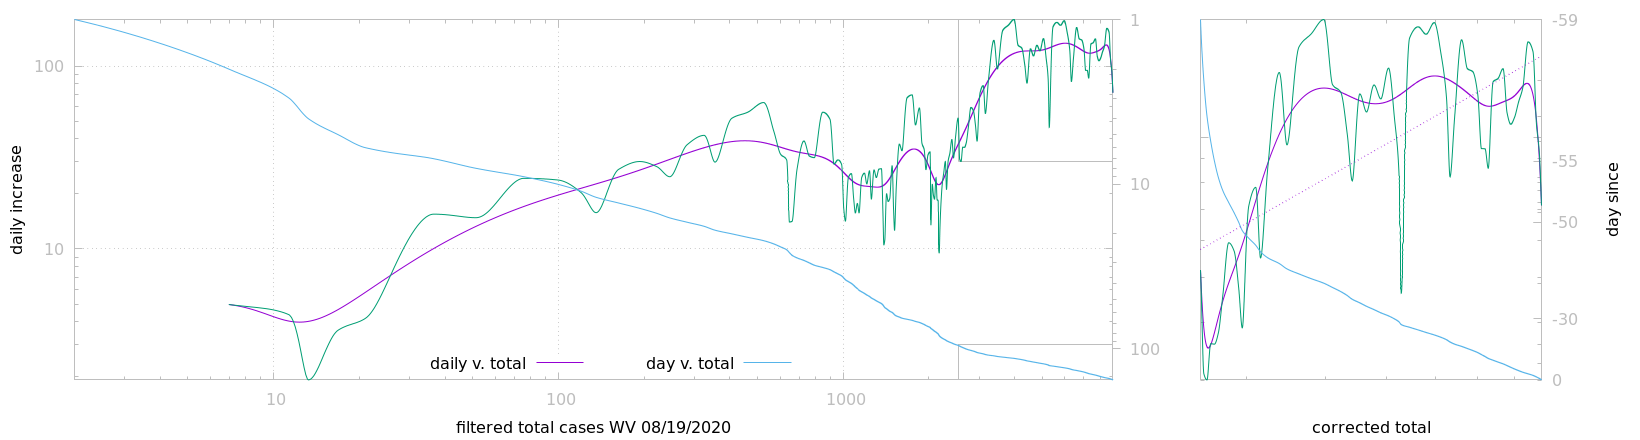 daily increase
100
10
daily v. total
day v. total
10
100
1000
filtered total cases WV 08/19/2020
1
10
100
-59
-55
-50
-30
0
day since
corrected total